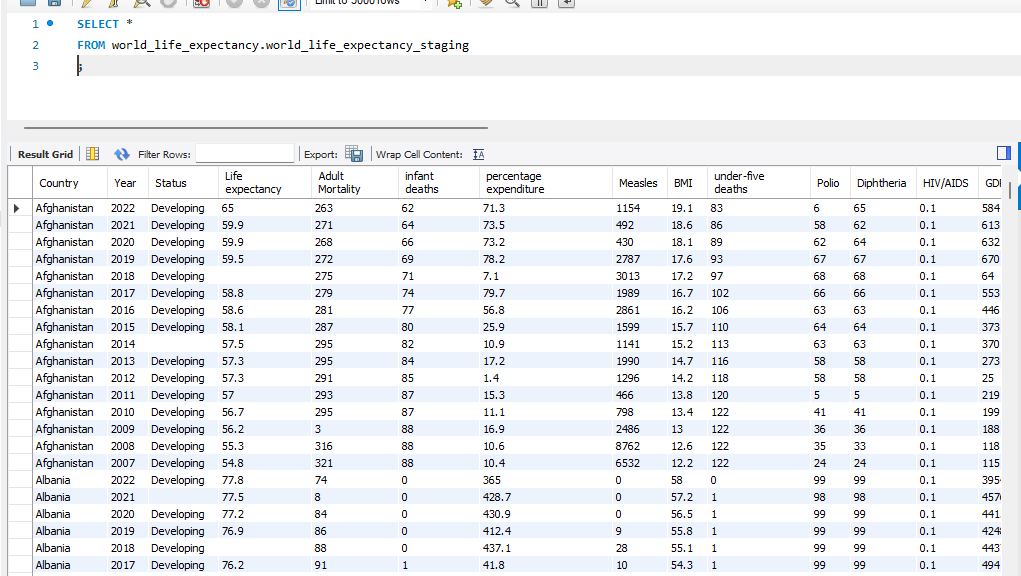 Limit to 5000 rows
1 SELECT *
2 FROM world_life_expectancy.world_life_expectancy_staging
3 ;
Result Grid Filter Rows: Export: Wrap Cell Content: IA
Country Year Status Life expectancy Adult Mortality infant deaths percentage expenditure Measles BMI under-five deaths Polio Diphtheria HIV/AIDS GDP
Afghanistan 2022 Developing 65 263 62 71.3 1154 19.1 83 6 65 0.1 584
Afghanistan 2021 Developing 59.9 271 64 73.5 492 18.6 86 58 62 0.1 613
Afghanistan 2020 Developing 59.9 268 66 73.2 430 18.1 89 62 64 0.1 632
Afghanistan 2019 Developing 59.5 272 69 78.2 2787 17.6 93 67 67 0.1 670
Afghanistan 2018 Developing 275 71 7.1 3013 17.2 97 68 68 0.1 64
Afghanistan 2017 Developing 58.8 279 74 79.7 1989 16.7 102 66 66 0.1 553
Afghanistan 2016 Developing 58.6 281 77 56.8 2861 16.2 106 63 63 0.1 446
Afghanistan 2015 Developing 58.1 287 80 25.9 1599 15.7 110 64 64 0.1 373
Afghanistan 2014 57.5 295 82 10.9 1141 15.2 113 63 63 0.1 370
Afghanistan 2013 Developing 57.3 295 84 17.2 1990 14.7 116 58 58 0.1 273
Afghanistan 2012 Developing 57.3 291 85 1.4 1296 14.2 118 58 58 0.1 25
Afghanistan 2011 Developing 57 293 87 15.3 466 13.8 120 5 5 0.1 219
Afghanistan 2010 Developing 56.7 295 87 11.1 798 13.4 122 41 41 0.1 199
Afghanistan 2009 Developing 56.2 3 88 16.9 2486 13 122 36 36 0.1 188
Afghanistan 2008 Developing 55.3 316 88 10.6 8762 12.6 122 35 33 0.1 118
Afghanistan 2007 Developing 54.8 321 88 10.4 6532 12.2 122 24 24 0.1 115
Albania 2022 Developing 77.8 74 0 365 0 58 0 99 99 0.1 395
Albania 2021 77.5 8 0 428.7 0 57.2 1 98 98 0.1 457
Albania 2020 Developing 77.2 84 0 430.9 0 56.5 1 99 99 0.1 441
Albania 2019 Developing 76.9 86 0 412.4 9 55.8 1 99 99 0.1 424
Albania 2018 Developing 88 0 437.1 28 55.1 1 99 99 0.1 443
Albania 2017 Developing 76.2 91 1 41.8 10 54.3 1 99 99 0.1 494